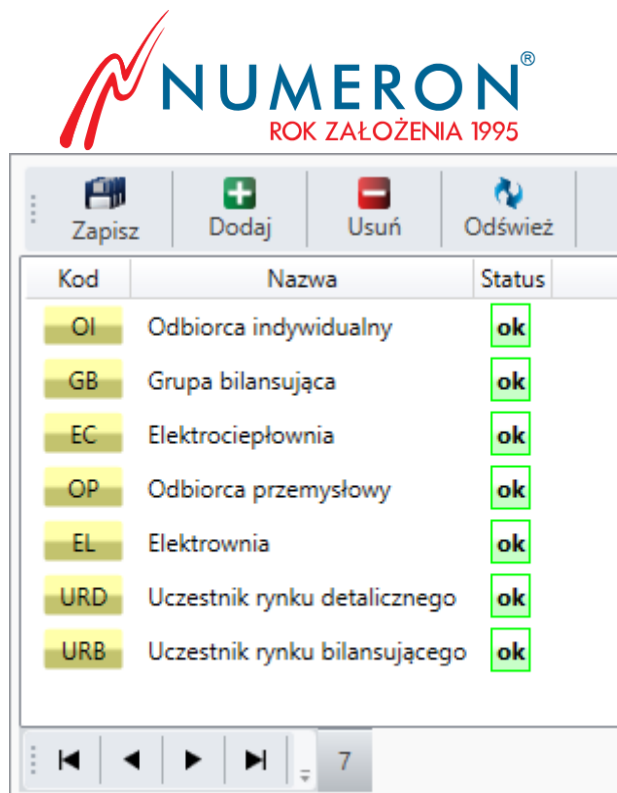 NUMERON®
ROK ZAŁOŻENIA 1995
Zapisz Dodaj Usuń Odśwież
Kod Nazwa Status
OI Odbiorca indywidualny ok
GB Grupa bilansująca ok
EC Elektrociepłownia ok
OP Odbiorca przemysłowy ok
EL Elektrownia ok
URD Uczestnik rynku detalicznego ok
URB Uczestnik rynku bilansującego ok
7